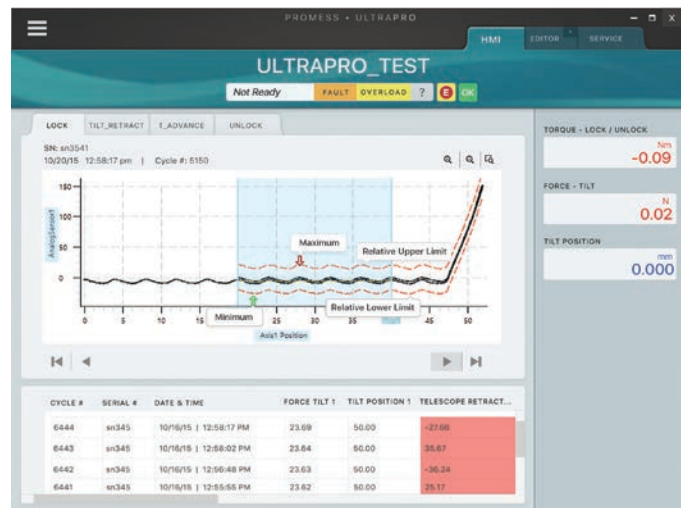 PROMESS • ULTRAPRO
HMI EDITOR SERVICE
ULTRAPRO_TEST
Not Ready FAULT OVERLOAD ? E OK
LOCK TILT_RETRACT T_ADVANCE UNLOCK
SN: sn3541
10/20/15 12:58:17 pm | Cycle #: 5150
150
100
50
0
AnalogSensor1
Maximum
Relative Upper Limit
Minimum
Relative Lower Limit
0 5 10 15 25 30 35 45 50
Axis1 Position
TORQUE - LOCK / UNLOCK
Nm
-0.09
FORCE - TILT
N
0.02
TILT POSITION
mm
0.000
CYCLE # SERIAL # DATE & TIME FORCE TILT 1 TILT POSITION 1 TELESCOPE RETRACT...
6444 sn345 10/16/15 | 12:58:17 PM 23.69 50.00 -27.66
6443 sn345 10/16/15 | 12:58:02 PM 23.64 50.00 35.67
6442 sn345 10/16/15 | 12:56:48 PM 23.63 50.00 -36.24
6441 sn345 10/16/15 | 12:55:55 PM 23.62 50.00 25.17